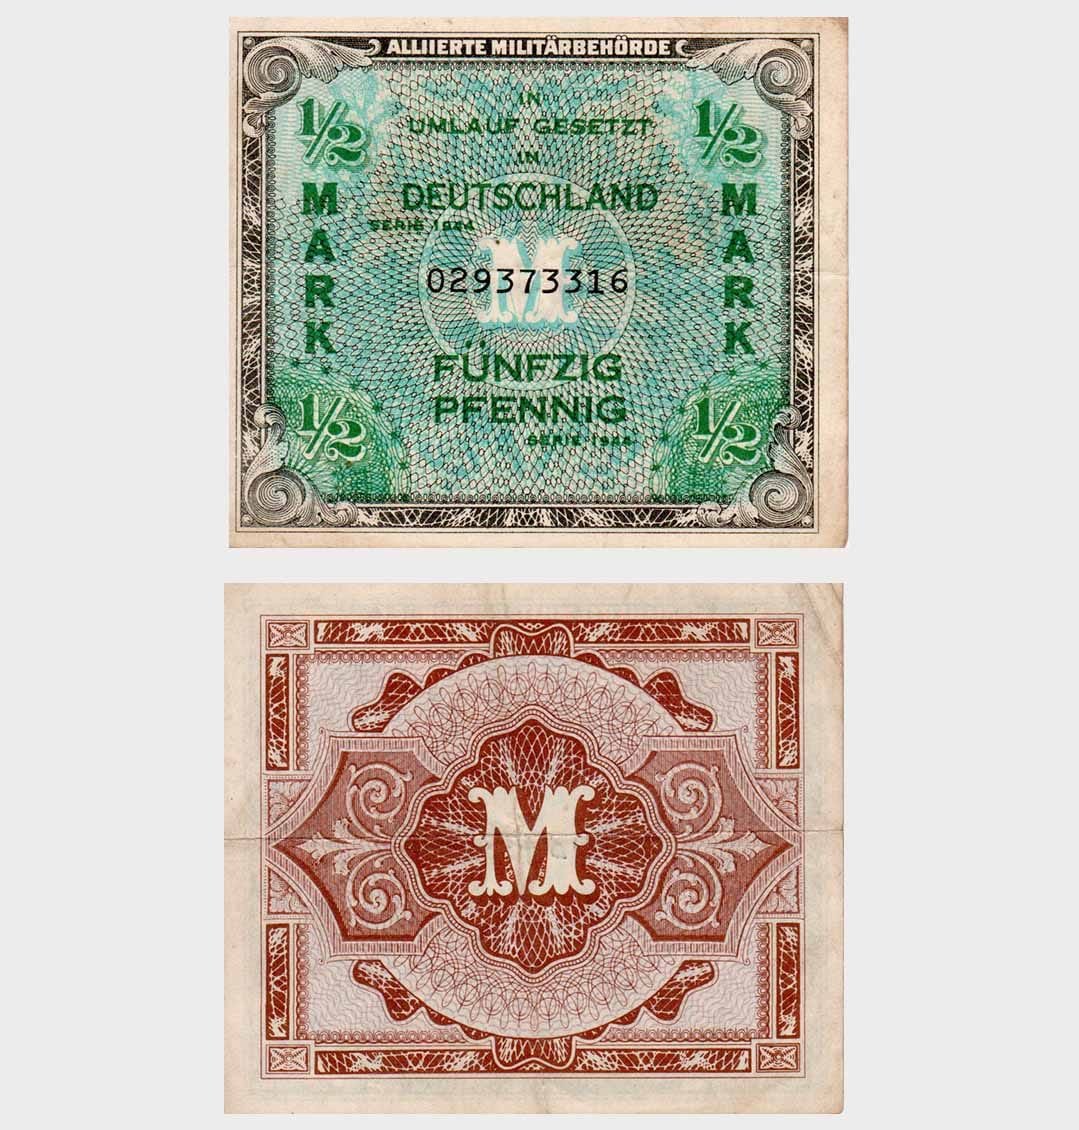 ALLIIERTE MILITÄRBEHÖRDE
1/2 IN 1/2
UMLAUF GESETZT
IN
MARK DEUTSCHLAND MARK
SERIE 1944
M
029373316
FÜNFZIG
PFENNIG
1/2 1/2
SERIE 1944
M